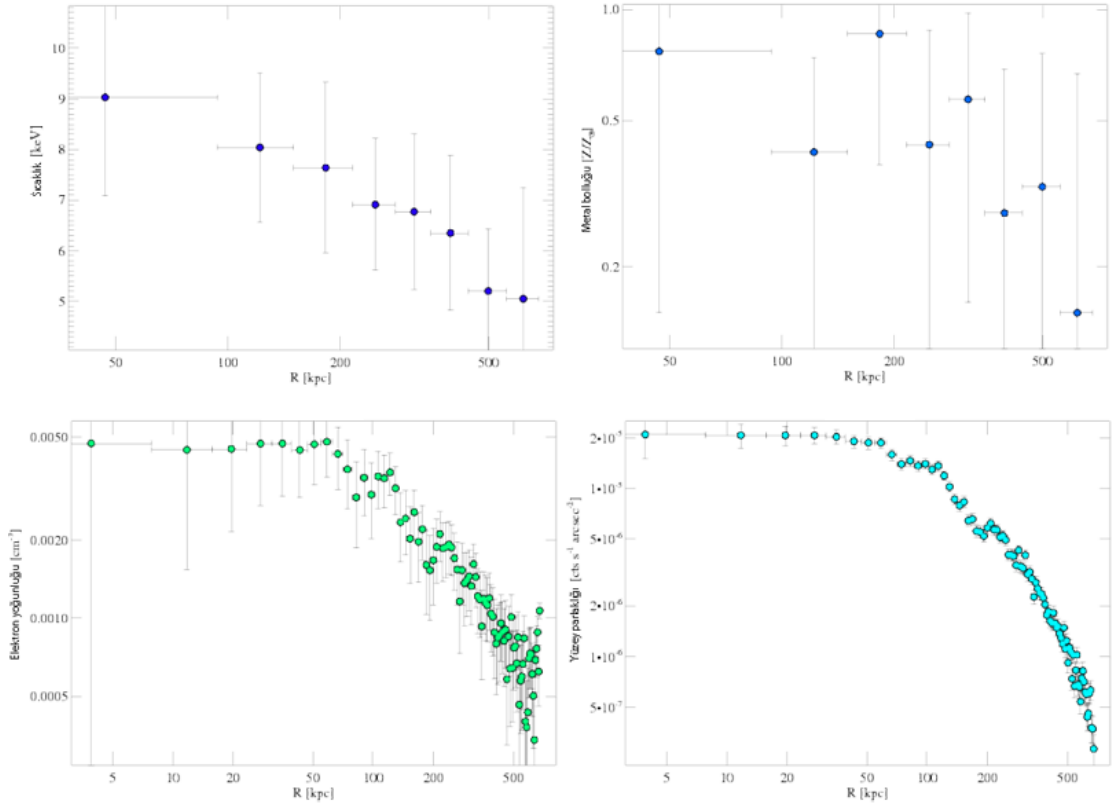 10
9
8
7
6
5
Sıcaklık [keV]
50 100 200 500
R [kpc]
1.0
0.5
0.2
Metal bolluğu [Z/Z⊙]
50 100 200 500
R [kpc]
0.0050
0.0020
0.0010
0.0005
Elektron yoğunluğu [cm⁻³]
5 10 20 50 100 200 500
R [kpc]
2•10⁻⁵
1•10⁻⁵
5•10⁻⁶
2•10⁻⁶
1•10⁻⁶
5•10⁻⁷
Yüzey parlaklığı [cts s⁻¹ arcsec⁻²]
5 10 20 50 100 200 500
R [kpc]